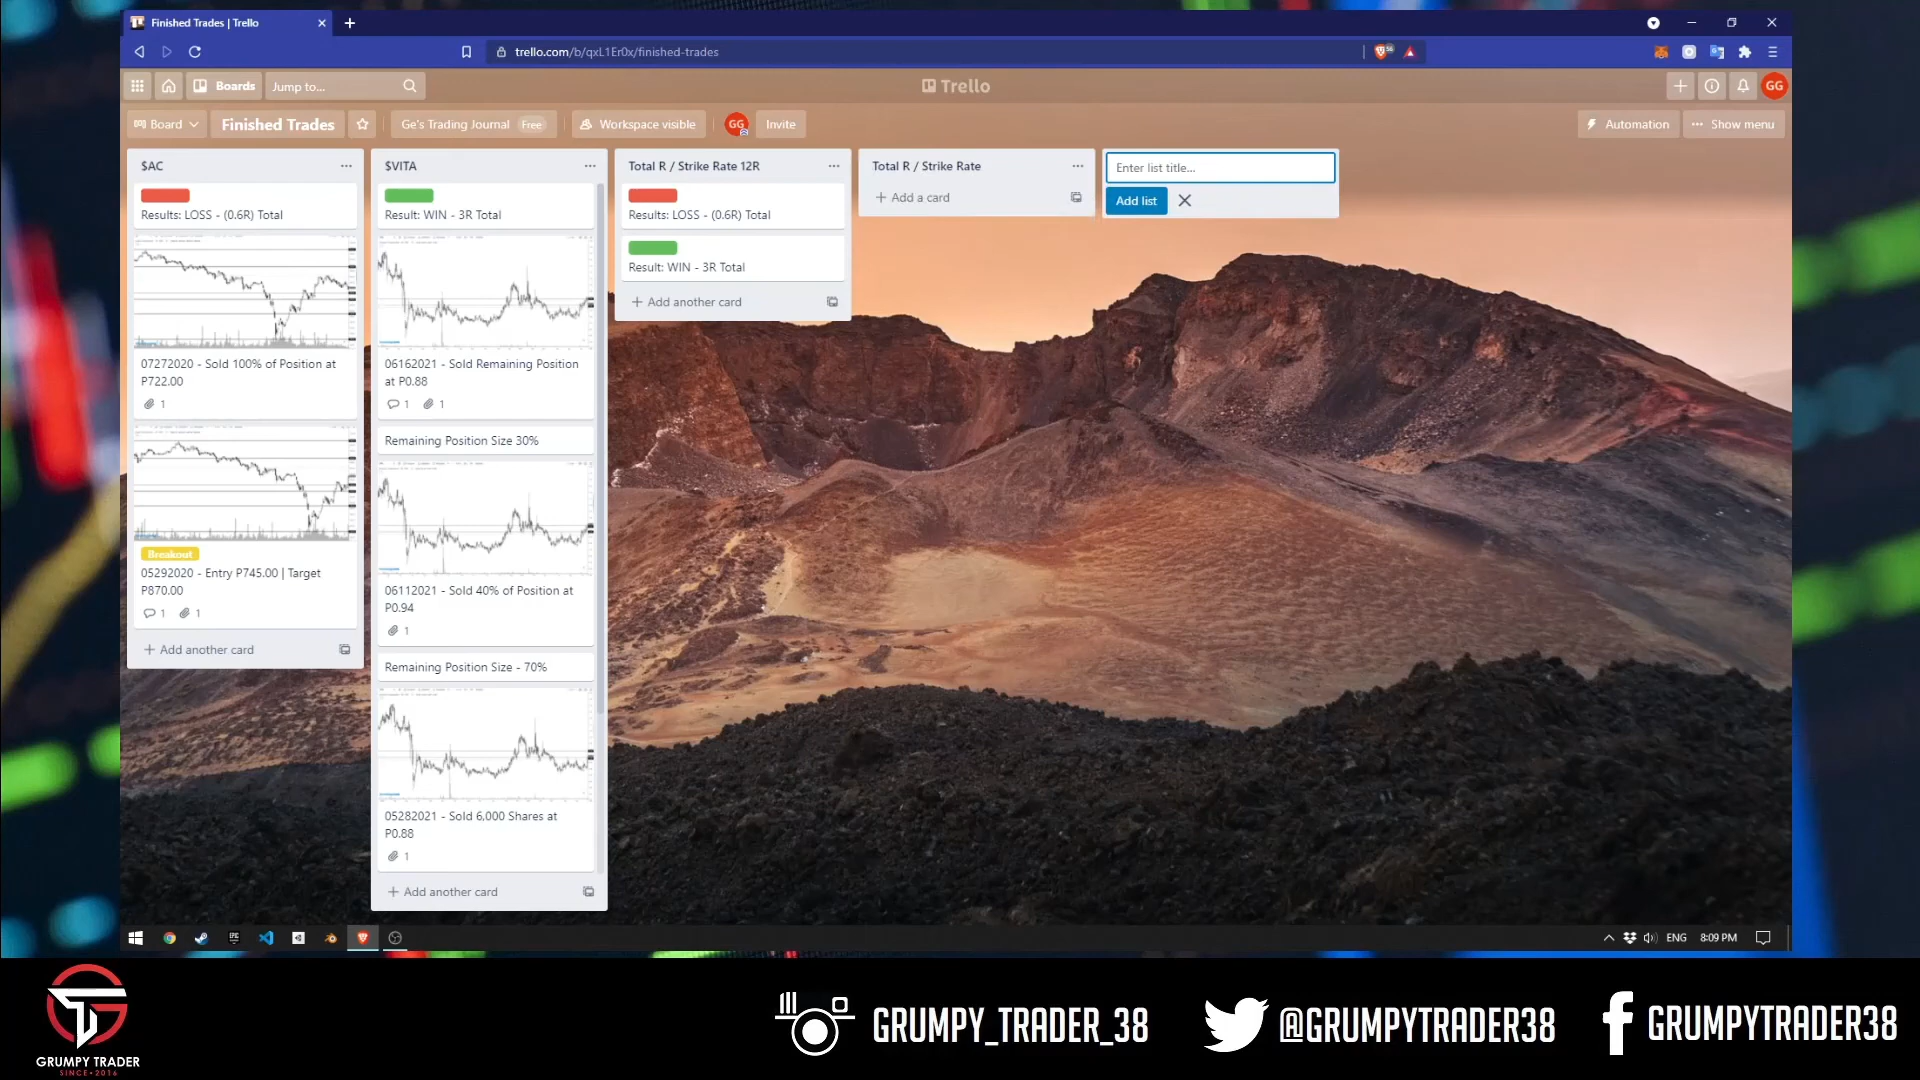 Finished Trades | Trello
trello.com/b/qxL1Er0x/finished-trades
Boards
Jump to...
Trello
GG
Board
Finished Trades
Ge's Trading Journal Free
Workspace visible
GG
Invite
Automation
Show menu
$AC
Results: LOSS - (0.6R) Total
07272020 - Sold 100% of Position at
P722.00
1
Breakout
05292020 - Entry P745.00 | Target
P870.00
1 1
Add another card
$VITA
Result: WIN - 3R Total
06162021 - Sold Remaining Position
at P0.88
1 1
Remaining Position Size 30%
06112021 - Sold 40% of Position at
P0.94
1
Remaining Position Size - 70%
05282021 - Sold 6,000 Shares at
P0.88
1
Add another card
Total R / Strike Rate 12R
Results: LOSS - (0.6R) Total
Result: WIN - 3R Total
Add another card
Total R / Strike Rate
Add a card
Enter list title...
Add list
ENG
8:09 PM
GRUMPY TRADER
SINCE•2016
GRUMPY_TRADER_38
@GRUMPYTRADER38
GRUMPYTRADER38